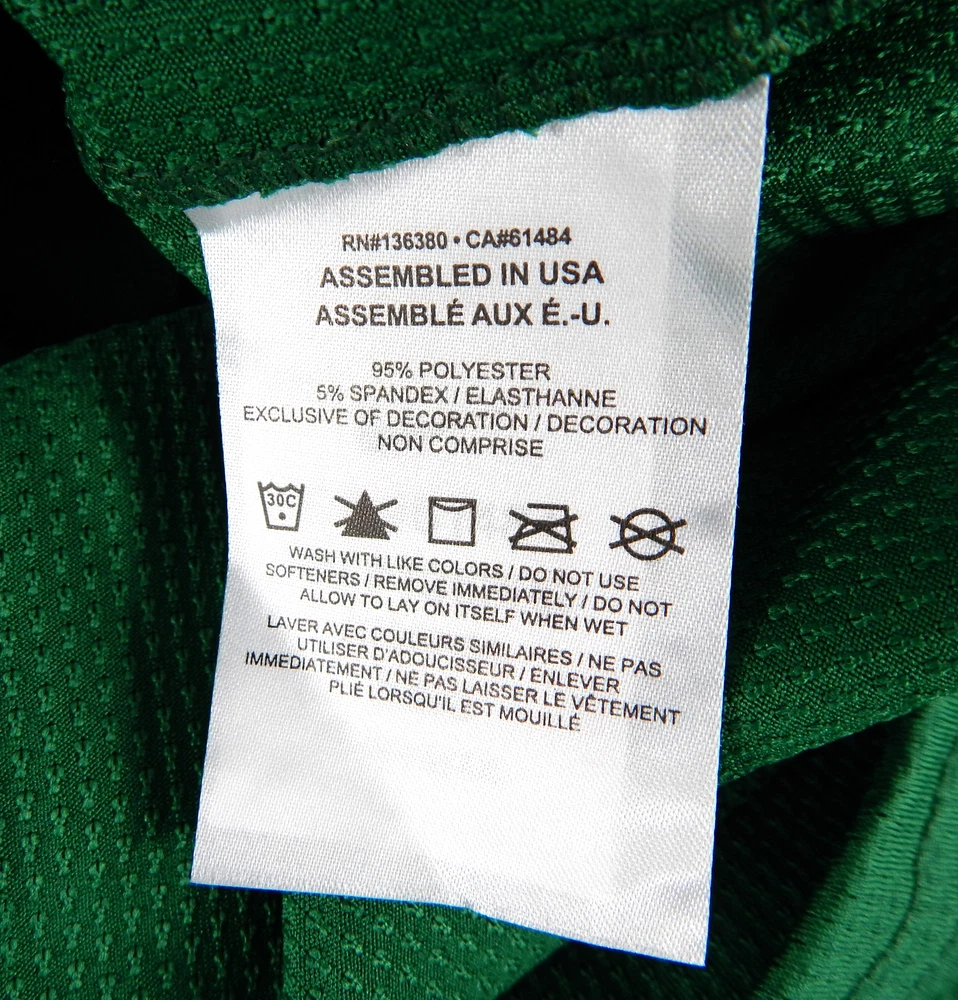 RN#136380 • CA#61484
ASSEMBLED IN USA
ASSEMBLÉ AUX É.-U.
95% POLYESTER
5% SPANDEX / ELASTHANNE
EXCLUSIVE OF DECORATION / DECORATION
NON COMPRISE
30C
WASH WITH LIKE COLORS / DO NOT USE
SOFTENERS / REMOVE IMMEDIATELY / DO NOT
ALLOW TO LAY ON ITSELF WHEN WET
LAVER AVEC COULEURS SIMILAIRES / NE PAS
UTILISER D'ADOUCISSEUR / ENLEVER
IMMEDIATEMENT / NE PAS LAISSER LE VÊTEMENT
PLIÉ LORSQU'IL EST MOUILLÉ